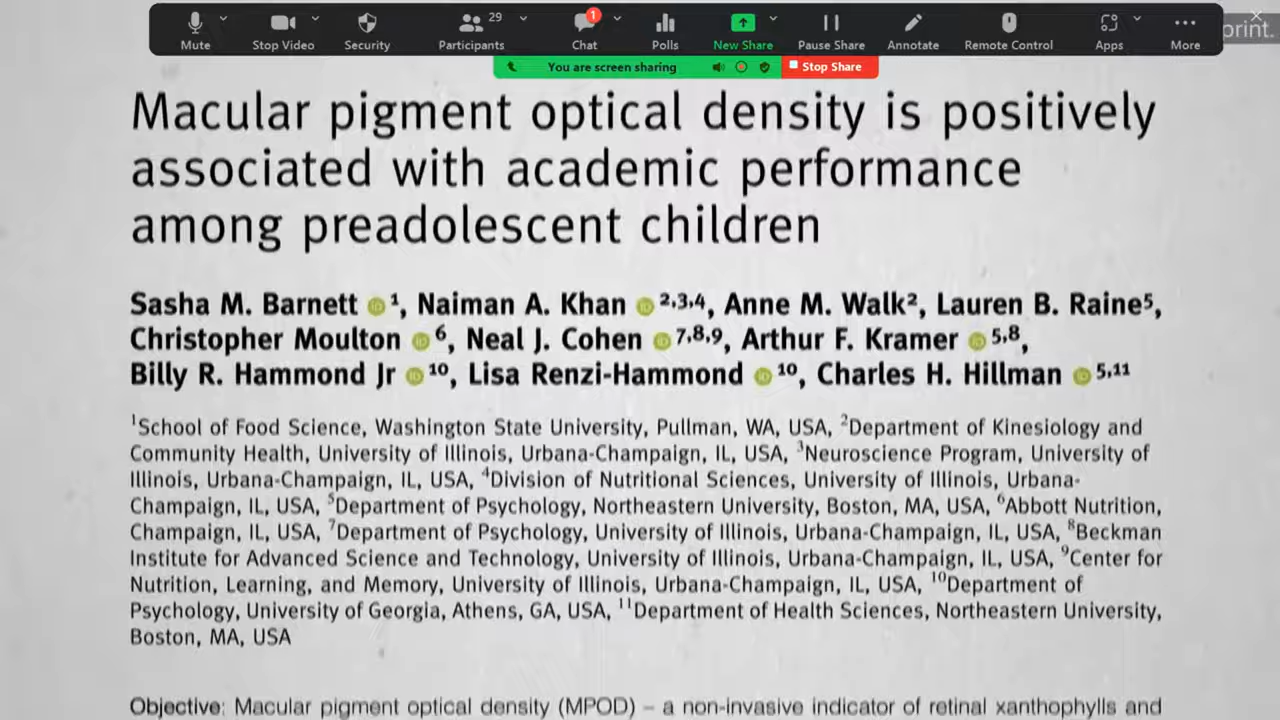 29
1
Mute
Stop Video
Security
Participants
Chat
Polls
New Share
Pause Share
Annotate
Remote Control
Apps
More
print.
You are screen sharing
Stop Share
Macular pigment optical density is positively
associated with academic performance
among preadolescent children
Sasha M. Barnett iD 1, Naiman A. Khan iD 2,3,4, Anne M. Walk2, Lauren B. Raine5,
Christopher Moulton iD 6, Neal J. Cohen iD 7,8,9, Arthur F. Kramer iD 5,8,
Billy R. Hammond Jr iD 10, Lisa Renzi-Hammond iD 10, Charles H. Hillman iD 5,11
1School of Food Science, Washington State University, Pullman, WA, USA, 2Department of Kinesiology and
Community Health, University of Illinois, Urbana-Champaign, IL, USA, 3Neuroscience Program, University of
Illinois, Urbana-Champaign, IL, USA, 4Division of Nutritional Sciences, University of Illinois, Urbana-
Champaign, IL, USA, 5Department of Psychology, Northeastern University, Boston, MA, USA, 6Abbott Nutrition,
Champaign, IL, USA, 7Department of Psychology, University of Illinois, Urbana-Champaign, IL, USA, 8Beckman
Institute for Advanced Science and Technology, University of Illinois, Urbana-Champaign, IL, USA, 9Center for
Nutrition, Learning, and Memory, University of Illinois, Urbana-Champaign, IL, USA, 10Department of
Psychology, University of Georgia, Athens, GA, USA, 11Department of Health Sciences, Northeastern University,
Boston, MA, USA
Objective: Macular pigment optical density (MPOD) – a non-invasive indicator of retinal xanthophylls and